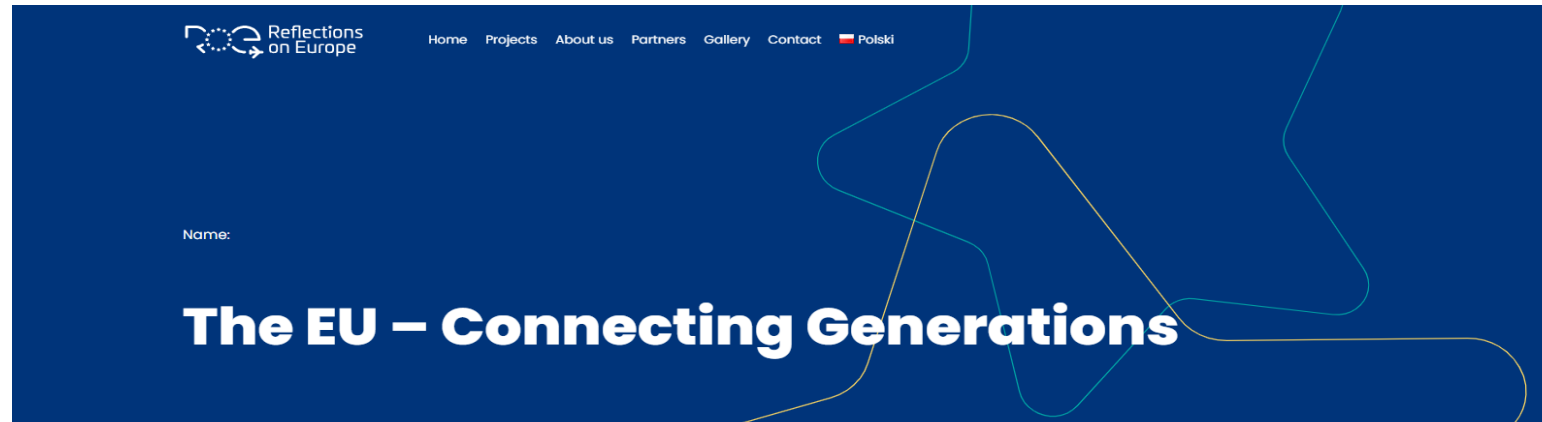 Reflections
on Europe
Home Projects About us Partners Gallery Contact Polski
Name:
The EU – Connecting Generations